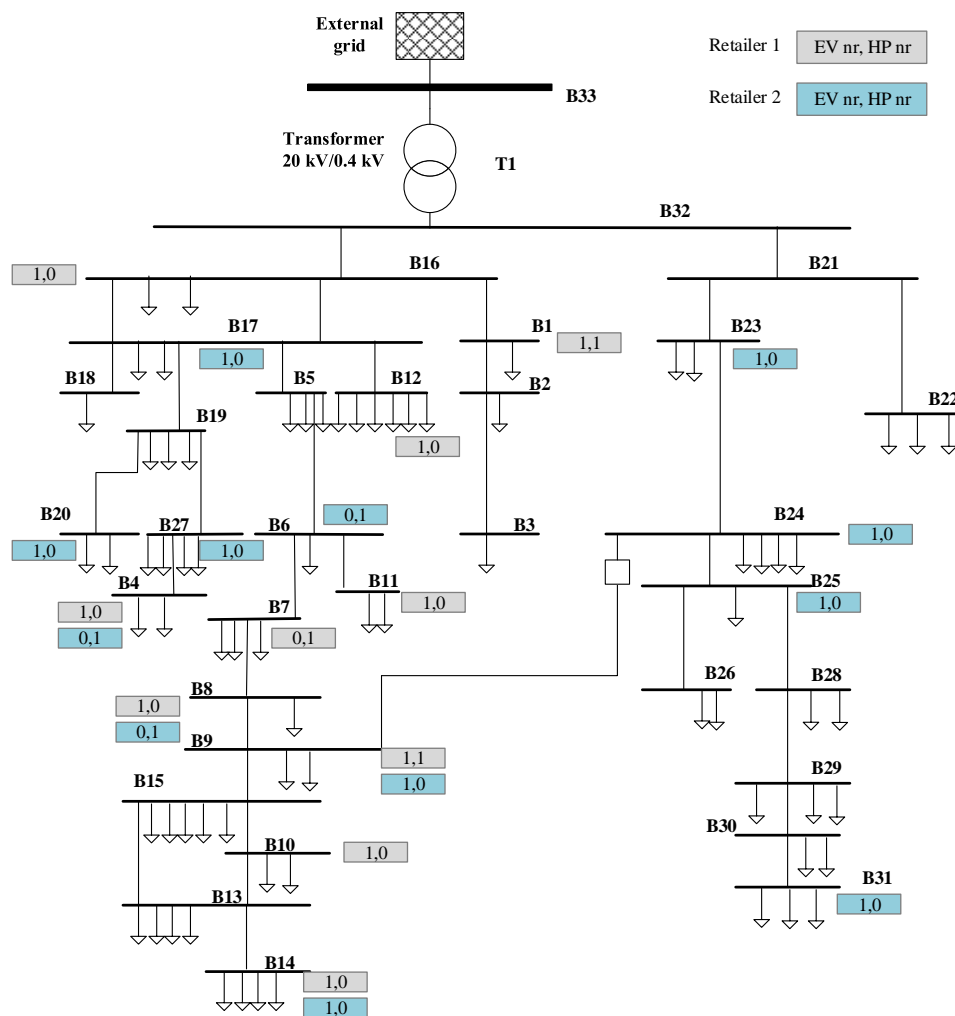 External
grid
Retailer 1
EV nr, HP nr
B33
Retailer 2
EV nr, HP nr
Transformer
20 kV/0.4 kV
T1
B32
1,0
B16
B21
B17
1,0
B1
1,1
B23
1,0
B18
B5
B12
B2
B22
B19
1,0
B20
1,0
B27
1,0
B6
0,1
B3
B24
1,0
B4
1,0
0,1
B7
0,1
B11
1,0
B25
1,0
B8
1,0
0,1
B26
B28
B9
1,1
1,0
B15
B29
B10
1,0
B30
B13
B31
1,0
B14
1,0
1,0